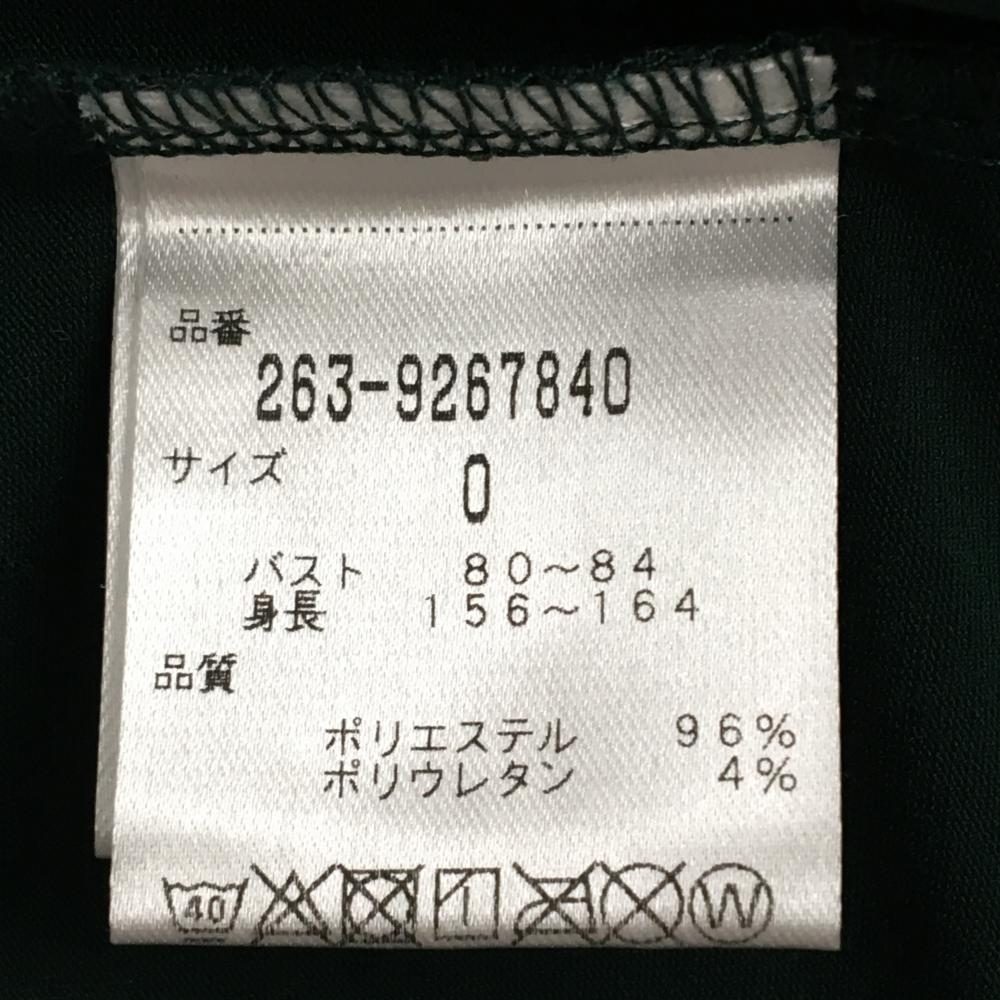 品番
263-9267840
サイズ 0
バスト 80～84
身長 156～164
品質
ポリエステル 96%
ポリウレタン 4%
40 W